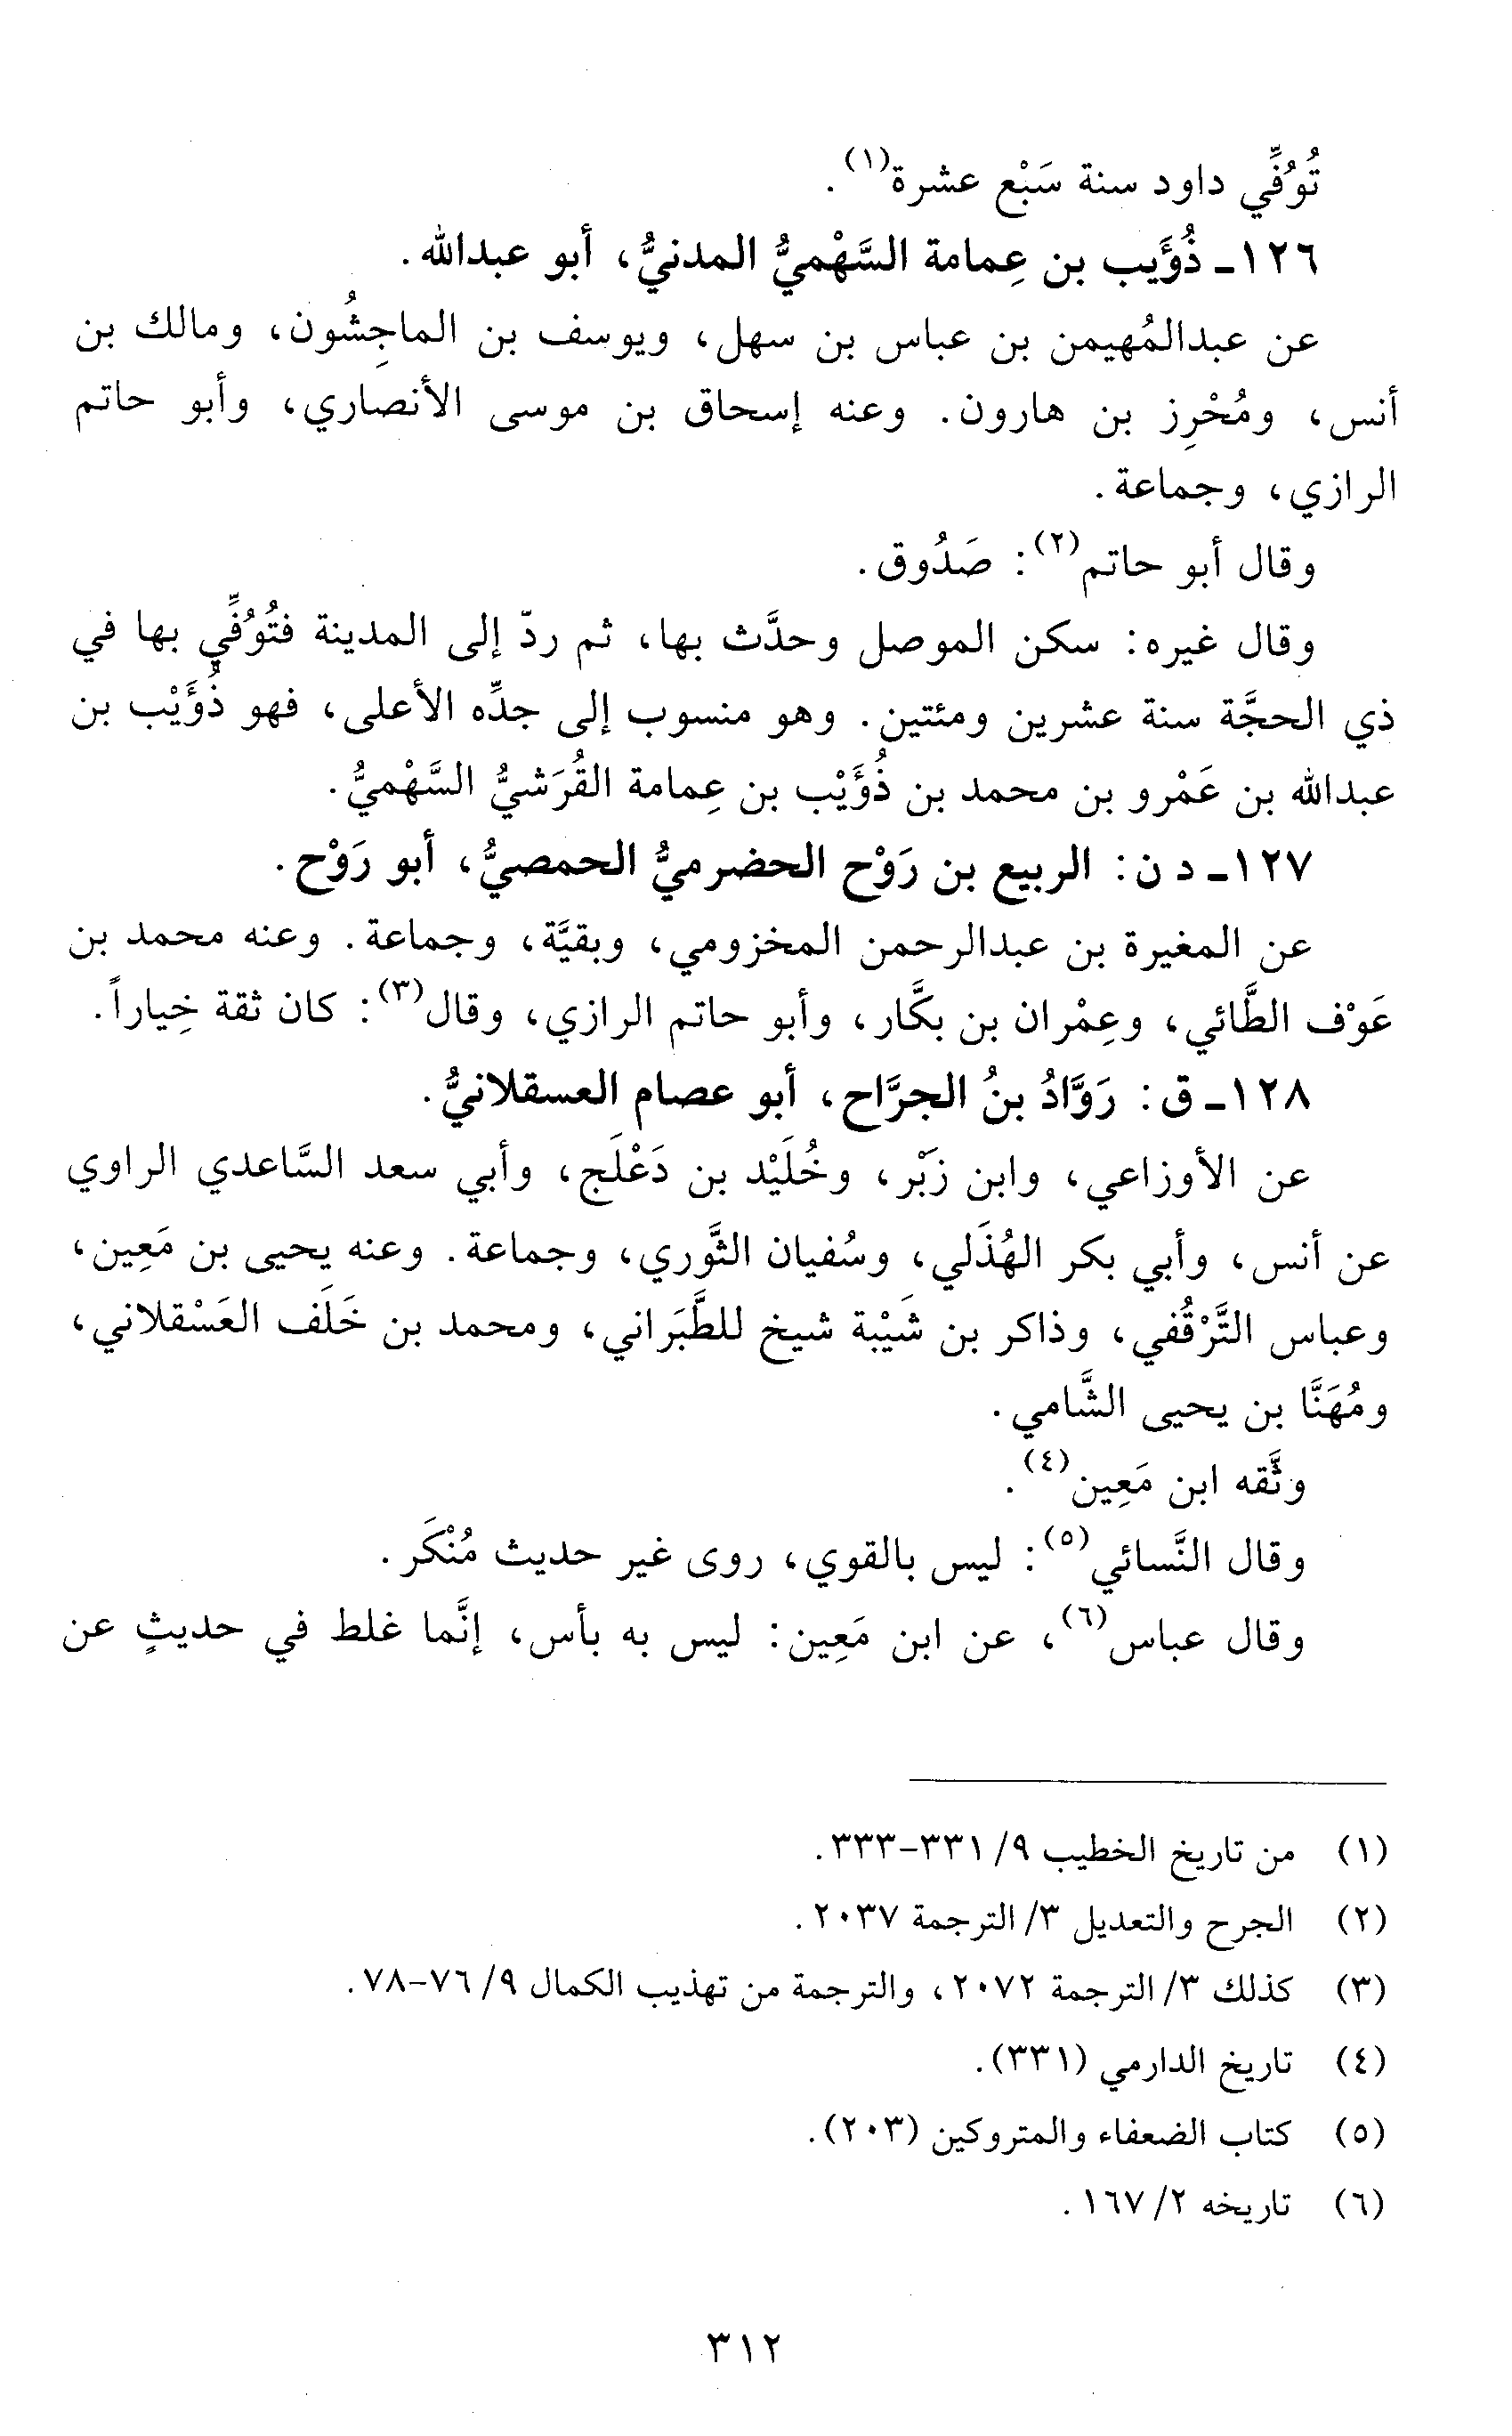 تُوُفِّي داود سنة سَبْع عشرة(١).
١٢٦ـ ذُؤَيب بن عِمامة السَّهْميُّ المدنيُّ، أبو عبدالله.
عن عبدالمُهيمن بن عباس بن سهل، ويوسف بن الماجِشُون، ومالك بن
أنس، ومُحْرِز بن هارون. وعنه إسحاق بن موسى الأنصاري، وأبو حاتم
الرازي، وجماعة.
وقال أبو حاتم(٢): صَدُوق.
وقال غيره: سكن الموصل وحدَّث بها، ثم ردّ إلى المدينة فتُوُفِّي بها في
ذي الحجَّة سنة عشرين ومئتين. وهو منسوب إلى جدِّه الأعلى، فهو ذُؤَيْب بن
عبدالله بن عَمْرو بن محمد بن ذُؤَيْب بن عِمامة القُرَشيُّ السَّهْميُّ.
١٢٧ـ د ن: الربيع بن رَوْح الحضرميُّ الحمصيُّ، أبو رَوْح.
عن المغيرة بن عبدالرحمن المخزومي، وبقيَّة، وجماعة. وعنه محمد بن
عَوْف الطَّائي، وعِمْران بن بكَّار، وأبو حاتم الرازي، وقال(٣): كان ثقة خِياراً.
١٢٨ـ ق: رَوَّادُ بنُ الجرَّاح، أبو عصام العسقلانيُّ.
عن الأوزاعي، وابن زَبْر، وخُلَيْد بن دَعْلَج، وأبي سعد السَّاعدي الراوي
عن أنس، وأبي بكر الهُذَلي، وسُفيان الثَّوري، وجماعة. وعنه يحيى بن مَعِين،
وعباس التَّرْقُفي، وذاكر بن شَيْبة شيخ للطَّبَراني، ومحمد بن خَلَف العَسْقلاني،
ومُهَنَّا بن يحيى الشَّامي.
وثَّقه ابن مَعِين(٤).
وقال النَّسائي(٥): ليس بالقوي، روى غير حديث مُنْكَر.
وقال عباس(٦)، عن ابن مَعِين: ليس به بأس، إنَّما غلط في حديثٍ عن
(١) من تاريخ الخطيب ٩/ ٣٣١-٣٣٣.
(٢) الجرح والتعديل ٣/ الترجمة ٢٠٣٧.
(٣) كذلك ٣/ الترجمة ٢٠٧٢، والترجمة من تهذيب الكمال ٩/ ٧٦-٧٨.
(٤) تاريخ الدارمي (٣٣١).
(٥) كتاب الضعفاء والمتروكين (٢٠٣).
(٦) تاريخه ٢/ ١٦٧.
٣١٢